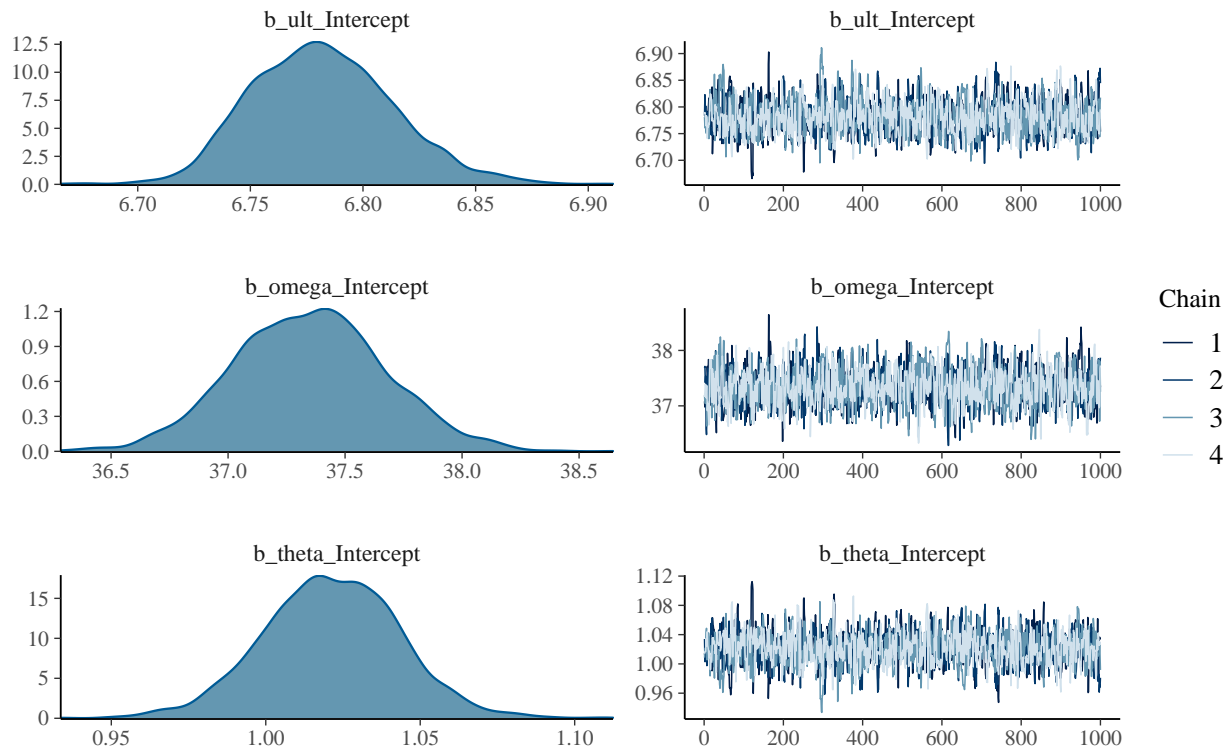 b_ult_Intercept
12.5
10.0
7.5
5.0
2.5
0.0
6.70 6.75 6.80 6.85 6.90
b_ult_Intercept
6.90
6.85
6.80
6.75
6.70
0 200 400 600 800 1000
b_omega_Intercept
1.2
0.9
0.6
0.3
0.0
36.5 37.0 37.5 38.0 38.5
b_omega_Intercept
38
37
0 200 400 600 800 1000
b_theta_Intercept
15
10
5
0
0.95 1.00 1.05 1.10
b_theta_Intercept
1.12
1.08
1.04
1.00
0.96
0 200 400 600 800 1000
Chain
1
2
3
4